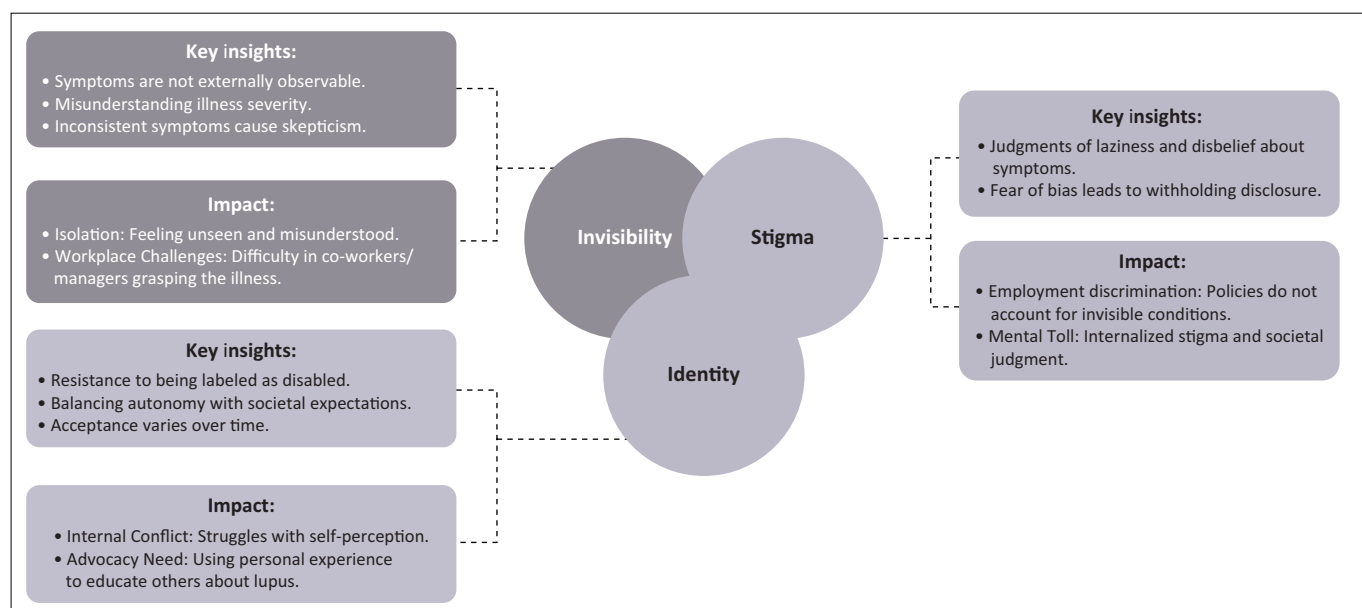 Key insights:
• Symptoms are not externally observable.
• Misunderstanding illness severity.
• Inconsistent symptoms cause skepticism.
Impact:
• Isolation: Feeling unseen and misunderstood.
• Workplace Challenges: Difficulty in co-workers/
managers grasping the illness.
Key insights:
• Resistance to being labeled as disabled.
• Balancing autonomy with societal expectations.
• Acceptance varies over time.
Impact:
• Internal Conflict: Struggles with self-perception.
• Advocacy Need: Using personal experience
to educate others about lupus.
Invisibility
Stigma
Identity
Key insights:
• Judgments of laziness and disbelief about
symptoms.
• Fear of bias leads to withholding disclosure.
Impact:
• Employment discrimination: Policies do not
account for invisible conditions.
• Mental Toll: Internalized stigma and societal
judgment.